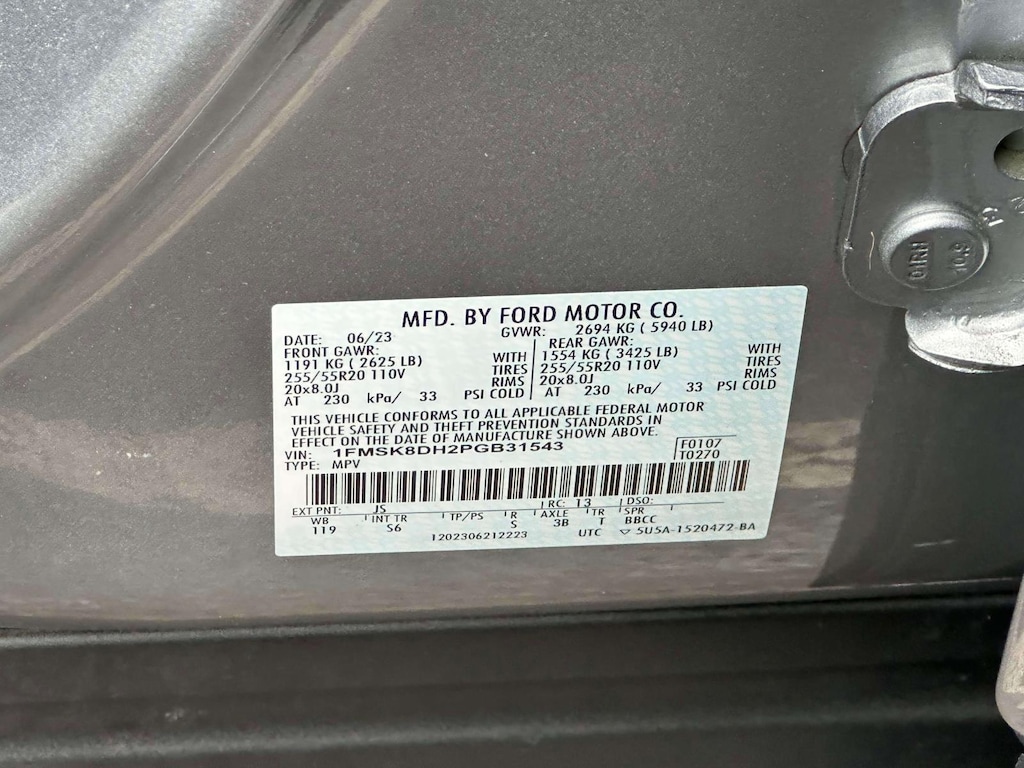 MFD. BY FORD MOTOR CO.
DATE: 06/23 GVWR: 2694 KG ( 5940 LB)
FRONT GAWR: REAR GAWR:
1191 KG ( 2625 LB) WITH 1554 KG ( 3425 LB) WITH
255/55R20 110V TIRES 255/55R20 110V TIRES
20x8.0J RIMS 20x8.0J RIMS
AT 230 kPa/ 33 PSI COLD AT 230 kPa/ 33 PSI COLD
THIS VEHICLE CONFORMS TO ALL APPLICABLE FEDERAL MOTOR
VEHICLE SAFETY AND THEFT PREVENTION STANDARDS IN
EFFECT ON THE DATE OF MANUFACTURE SHOWN ABOVE.
VIN: 1FMSK8DH2PGB31543 F0107
TYPE: MPV T0270
EXT PNT: JS RC: 13 DSO:
WB INT TR TP/PS R AXLE TR SPR
119 S6 S 3B T BBCC
1202306212223 UTC ▽ 5U5A-1520472-BA
10.9